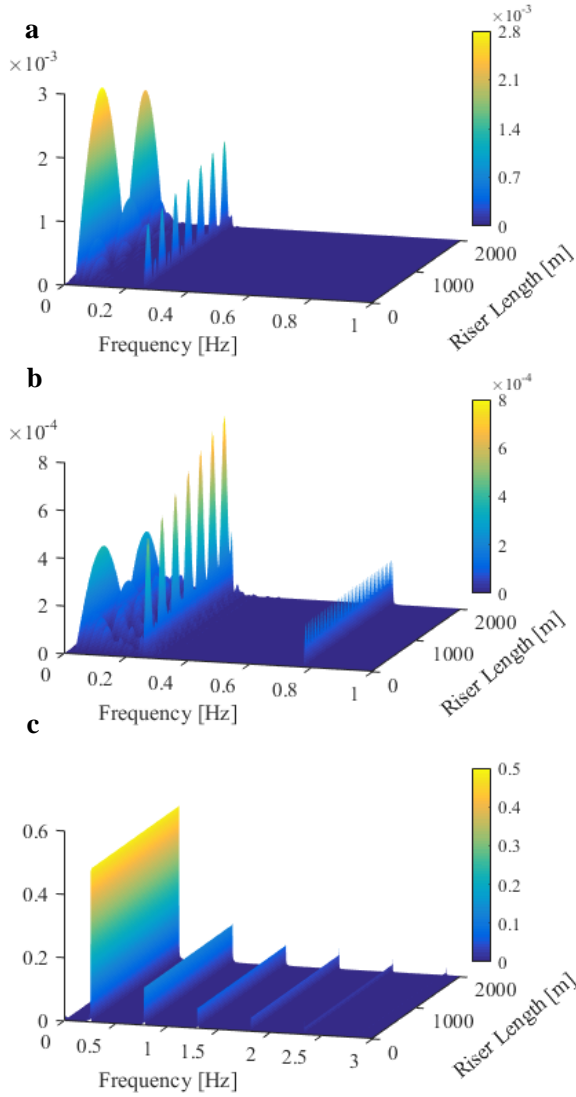 a
×10⁻³
2.8
2.1
1.4
0.7
0
×10⁻³
3
2
1
0
0 0.2 0.4 0.6 0.8 1
Frequency [Hz]
0 1000 2000
Riser Length [m]
b
×10⁻⁴
8
6
4
2
0
×10⁻⁴
8
6
4
2
0
0 0.2 0.4 0.6 0.8 1
Frequency [Hz]
0 1000 2000
Riser Length [m]
c
0.5
0.4
0.3
0.2
0.1
0
0.6
0.4
0.2
0
0 0.5 1 1.5 2 2.5 3
Frequency [Hz]
0 1000 2000
Riser Length [m]